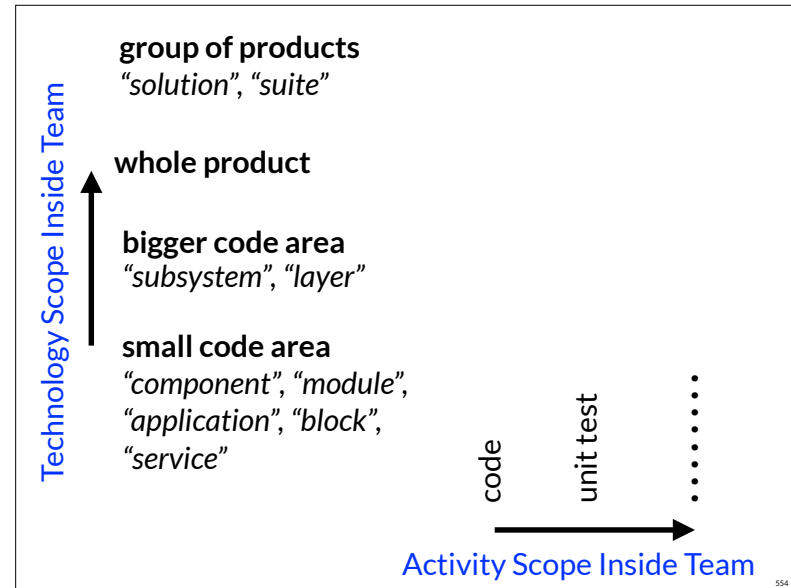 Technology Scope Inside Team
group of products
“solution”, “suite”
whole product
bigger code area
“subsystem”, “layer”
small code area
“component”, “module”,
“application”, “block”,
“service”
code
unit test
Activity Scope Inside Team
554